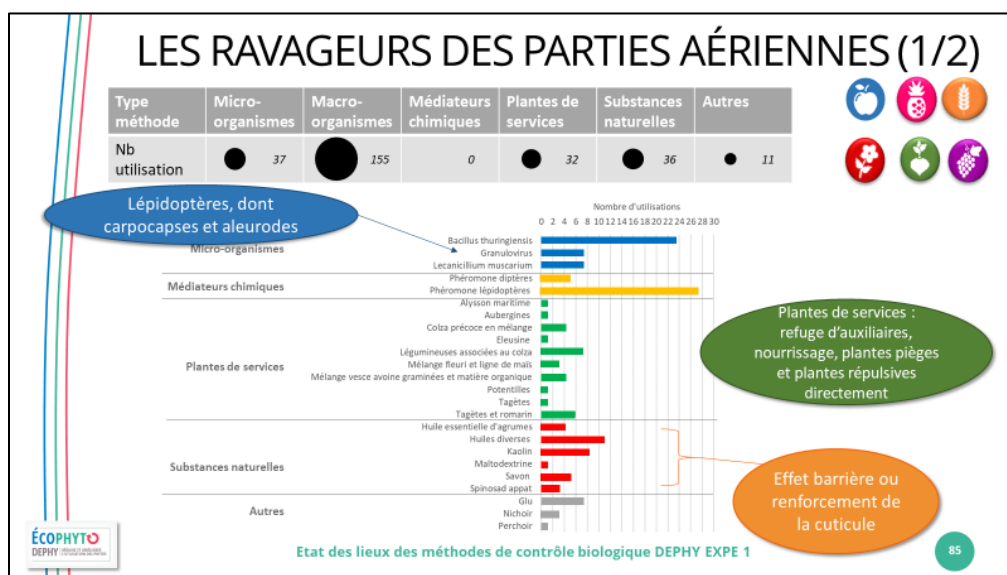 LES RAVAGEURS DES PARTIES AÉRIENNES (1/2)
Type méthode Micro-organismes Macro-organismes Médiateurs chimiques Plantes de services Substances naturelles Autres
Nb utilisation 37 155 0 32 36 11
Lépidoptères, dont
carpocapses et aleurodes
Nombre d'utilisations
0 2 4 6 8 10 12 14 16 18 20 22 24 26 28 30
Micro-organismes
Bacillus thuringiensis
Granulovirus
Lecanicillium muscarium
Médiateurs chimiques
Phéromone diptères
Phéromone lépidoptères
Plantes de services
Alysson maritime
Aubergines
Colza précoce en mélange
Eleusine
Légumineuses associées au colza
Mélange fleuri et ligne de maïs
Mélange vesce avoine graminées et matière organique
Potentilles
Tagètes
Tagètes et romarin
Substances naturelles
Huile essentielle d'agrumes
Huiles diverses
Kaolin
Maltodextrine
Savon
Spinosad appat
Autres
Glu
Nichoir
Perchoir
Plantes de services :
refuge d'auxiliaires,
nourrissage, plantes pièges
et plantes répulsives
directement
Effet barrière ou
renforcement de
la cuticule
ÉCOPHYTO
DEPHY
Etat des lieux des méthodes de contrôle biologique DEPHY EXPE 1
85